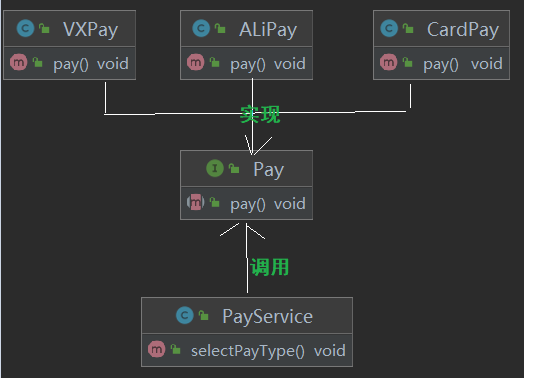 VXPay
pay() void
ALiPay
pay() void
CardPay
pay() void
实现
Pay
pay() void
调用
PayService
selectPayType() void